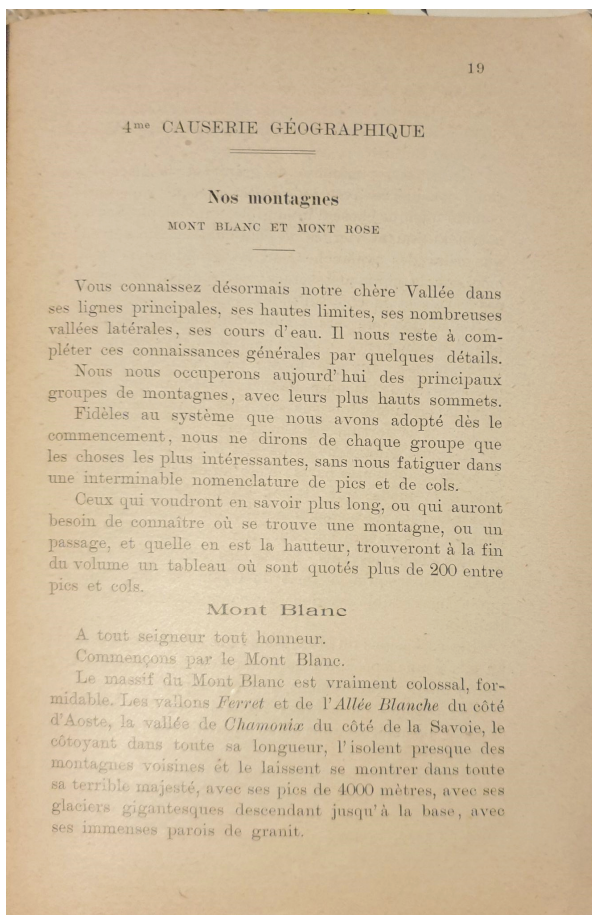 19
4me CAUSERIE GÉOGRAPHIQUE
Nos montagnes
MONT BLANC ET MONT ROSE
Vous connaissez désormais notre chère Vallée dans
ses lignes principales, ses hautes limites, ses nombreuses
vallées latérales, ses cours d'eau. Il nous reste à com-
pléter ces connaissances générales par quelques détails.
Nous nous occuperons aujourd'hui des principaux
groupes de montagnes, avec leurs plus hauts sommets.
Fidèles au système que nous avons adopté dès le
commencement, nous ne dirons de chaque groupe que
les choses les plus intéressantes, sans nous fatiguer dans
une interminable nomenclature de pics et de cols.
Ceux qui voudront en savoir plus long, ou qui auront
besoin de connaître où se trouve une montagne, ou un
passage, et quelle en est la hauteur, trouveront à la fin
du volume un tableau où sont quotés plus de 200 entre
pics et cols.
Mont Blanc
A tout seigneur tout honneur.
Commençons par le Mont Blanc.
Le massif du Mont Blanc est vraiment colossal, for-
midable. Les vallons Ferret et de l'Allée Blanche du côté
d'Aoste, la vallée de Chamonix du côté de la Savoie, le
côtoyant dans toute sa longueur, l'isolent presque des
montagnes voisines et le laissent se montrer dans toute
sa terrible majesté, avec ses pics de 4000 mètres, avec ses
glaciers gigantesques descendant jusqu'à la base, avec
ses immenses parois de granit.